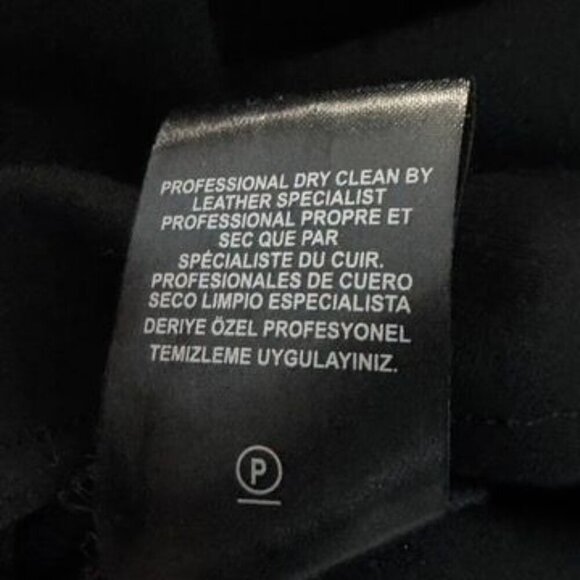 PROFESSIONAL DRY CLEAN BY
LEATHER SPECIALIST
PROFESSIONAL PROPRE ET
SEC QUE PAR
SPÉCIALISTE DU CUIR.
PROFESIONALES DE CUERO
SECO LIMPIO ESPECIALISTA
DERIYE ÖZEL PROFESYONEL
TEMIZLEME UYGULAYINIZ.
P